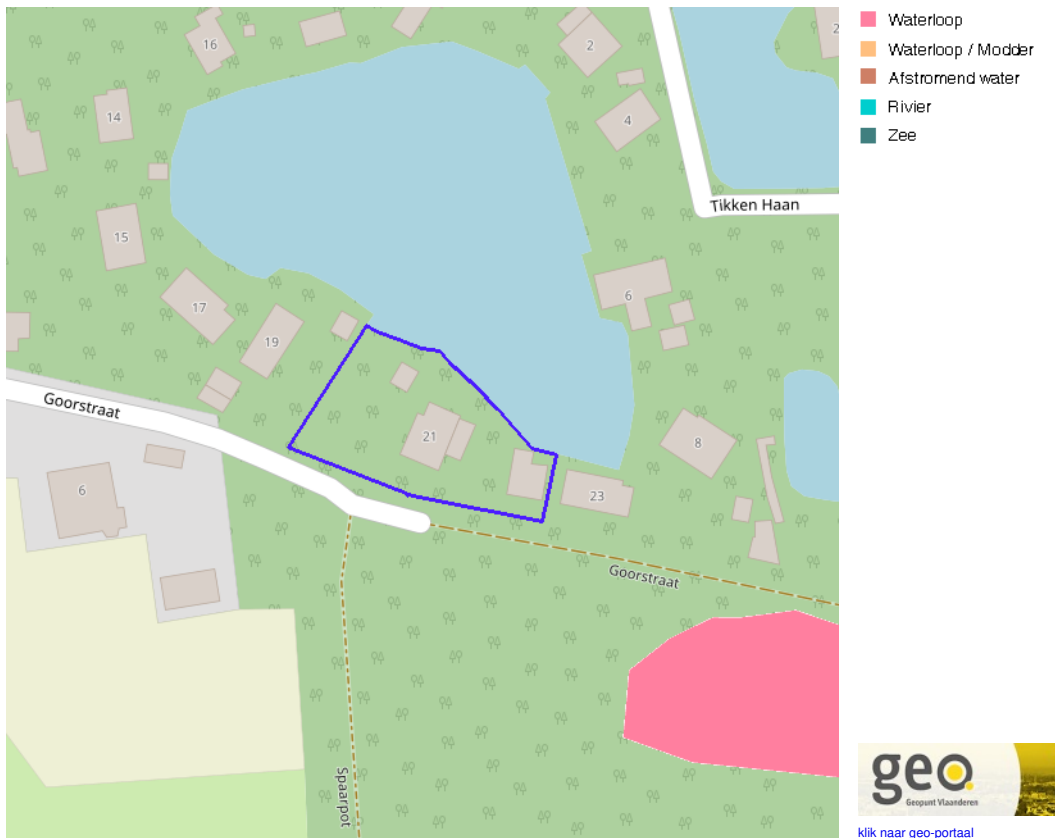 Waterloop
Waterloop / Modder
Afstromend water
Rivier
Zee
16
2
2
14
4
Tikken Haan
15
6
17
19
Goorstraat
21
8
6
23
Goorstraat
Spaarpot
geo.
Geopunt Vlaanderen
klik naar geo-portaal